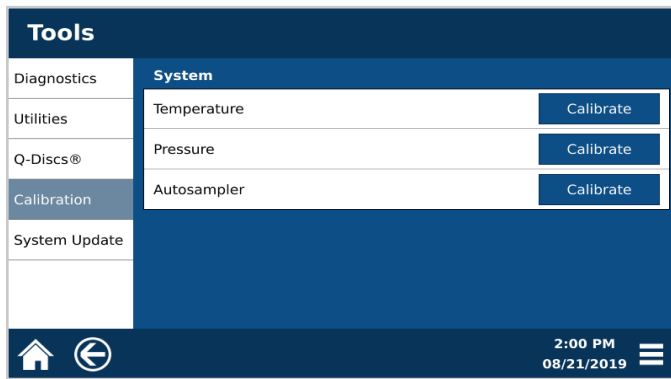 Tools
Diagnostics
Utilities
Q-Discs®
Calibration
System Update
System
Temperature Calibrate
Pressure Calibrate
Autosampler Calibrate
2:00 PM
08/21/2019